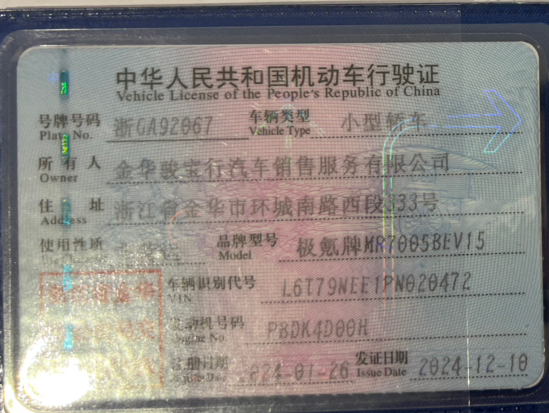 中华人民共和国机动车行驶证
Vehicle License of the People's Republic of China
号牌号码 浙GA92067 车辆类型 小型轿车
Plate No. Vehicle Type
所有人 金华骏宝行汽车销售服务有限公司
Owner
住址 浙江省金华市环城南路西段333号
Address
使用性质 品牌型号 极氪牌MR7005BEV15
Model
车辆识别代号 L6T79NEE1PN020472
VIN
发动机号码 PBDK4D00H
Engine No.
注册日期 2024-01-26 发证日期 2024-12-10
Issue Date